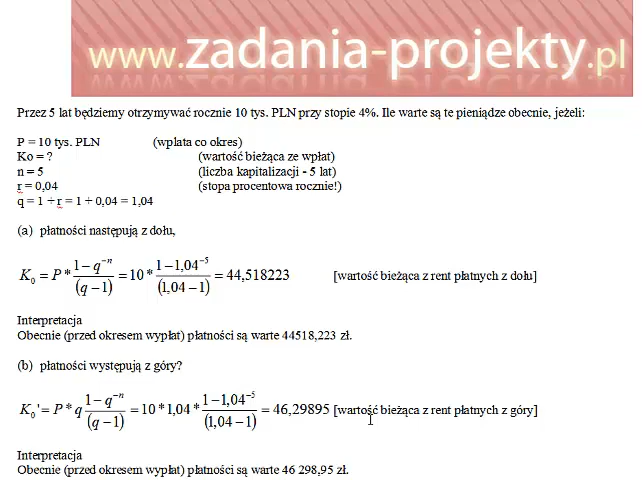 www.zadania-projekty.pl
Przez 5 lat będziemy otrzymywać rocznie 10 tys. PLN przy stopie 4%. Ile warte są te pieniądze obecnie, jeżeli:
P = 10 tys. PLN (wplata co okres)
Ko = ? (wartość bieżąca ze wpłat)
n = 5 (liczba kapitalizacji - 5 lat)
r = 0,04 (stopa procentowa rocznie!)
q = 1 + r = 1 + 0,04 = 1,04
(a) płatności następują z dołu,
K₀ = P * (1 – q⁻ⁿ)/(q – 1) = 10 * (1 – 1,04⁻⁵)/(1,04 – 1) = 44,518223 [wartość bieżąca z rent płatnych z dołu]
Interpretacja
Obecnie (przed okresem wypłat) płatności są warte 44518,223 zł.
(b) płatności występują z góry?
K₀' = P * q (1 – q⁻ⁿ)/(q – 1) = 10 * 1,04 * (1 – 1,04⁻⁵)/(1,04 – 1) = 46,29895 [wartość bieżąca z rent płatnych z góry]
Interpretacja
Obecnie (przed okresem wypłat) płatności są warte 46 298,95 zł.